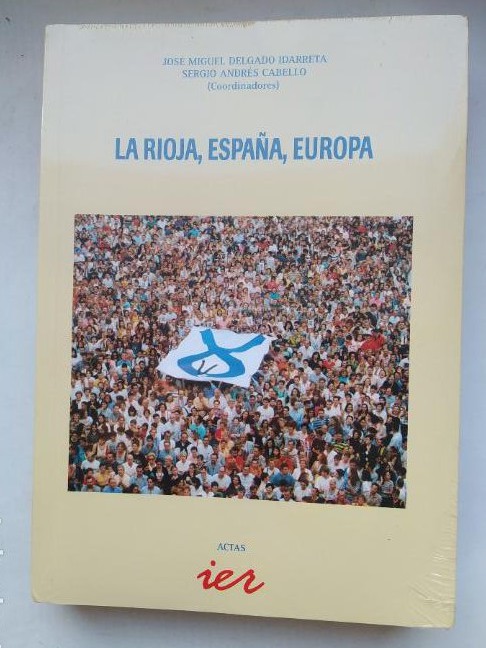 JOSE MIGUEL DELGADO IDARRETA
SERGIO ANDRÉS CABELLO
(Coordinadores)
LA RIOJA, ESPAÑA, EUROPA
ACTAS
ier